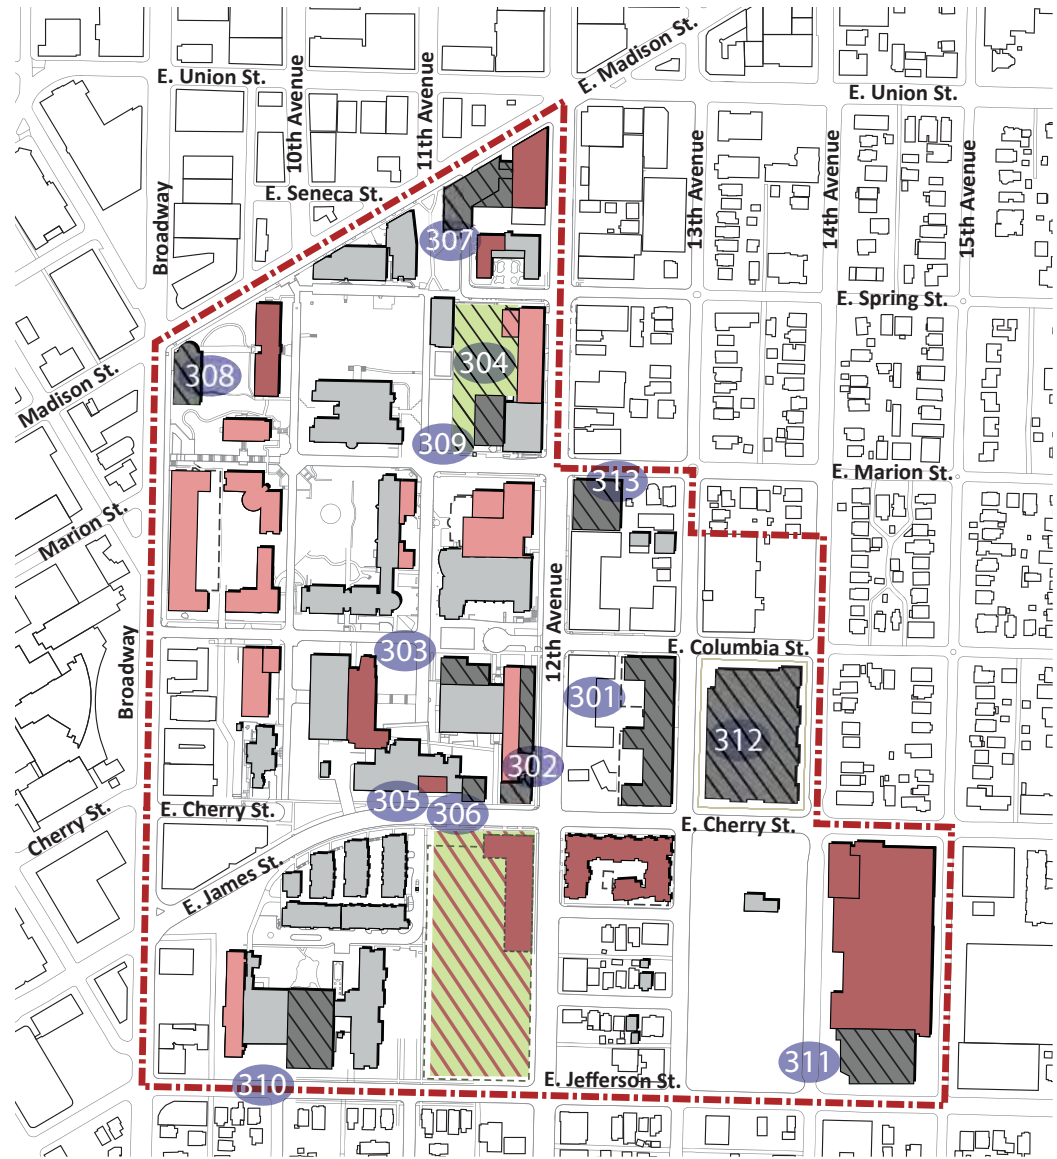 E. Madison St.
E. Union St.
E. Union St.
10th Avenue
11th Avenue
13th Avenue
14th Avenue
15th Avenue
E. Seneca St.
Broadway
307
E. Spring St.
304
308
Madison St.
309
E. Marion St.
313
Marion St.
12th Avenue
303
E. Columbia St.
Broadway
301
312
302
305
306
E. Cherry St.
Cherry St.
E. Cherry St.
E. James St.
311
310
E. Jefferson St.